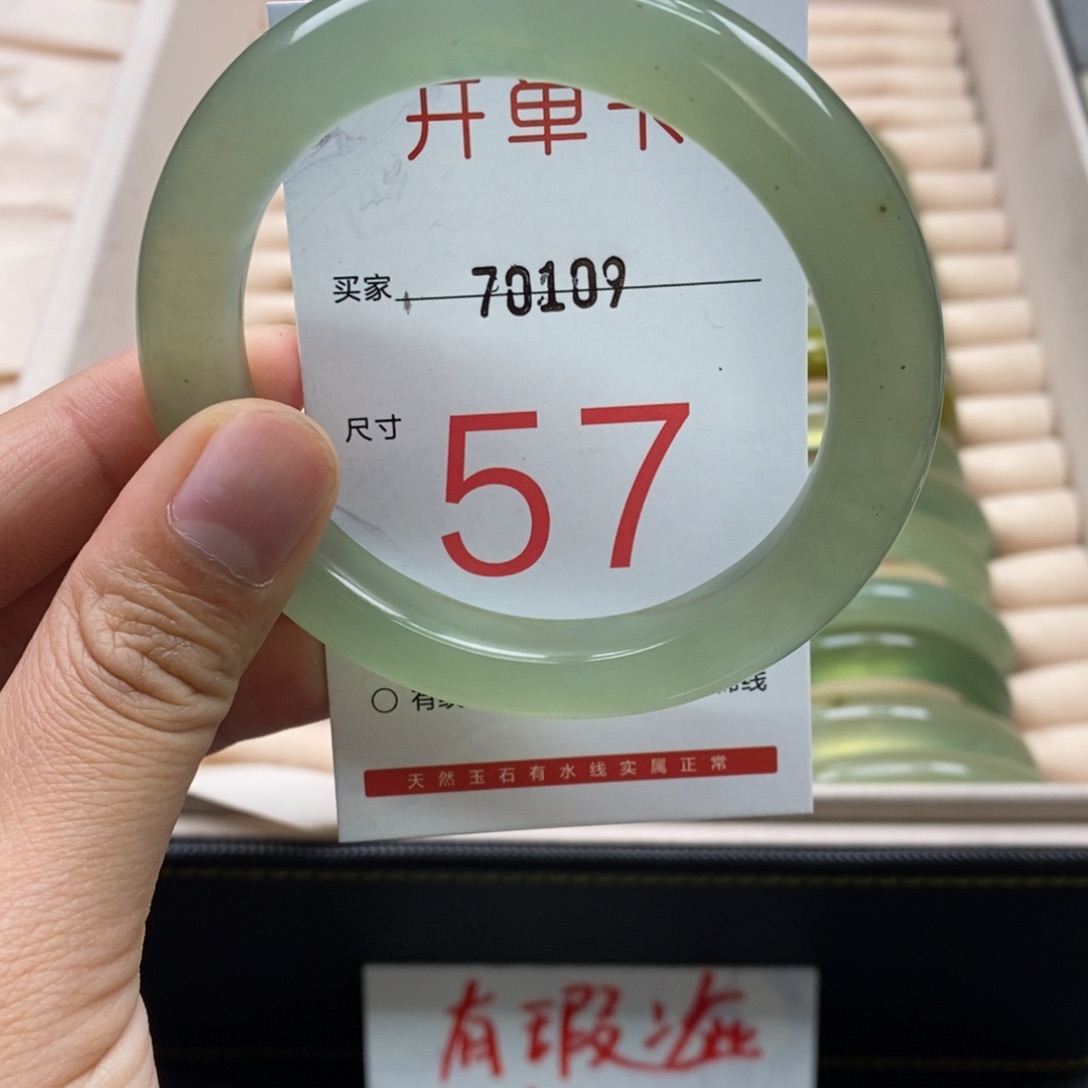 开单卡
买家 70109
尺寸 57
天然玉石有水线实属正常
有瑕疵